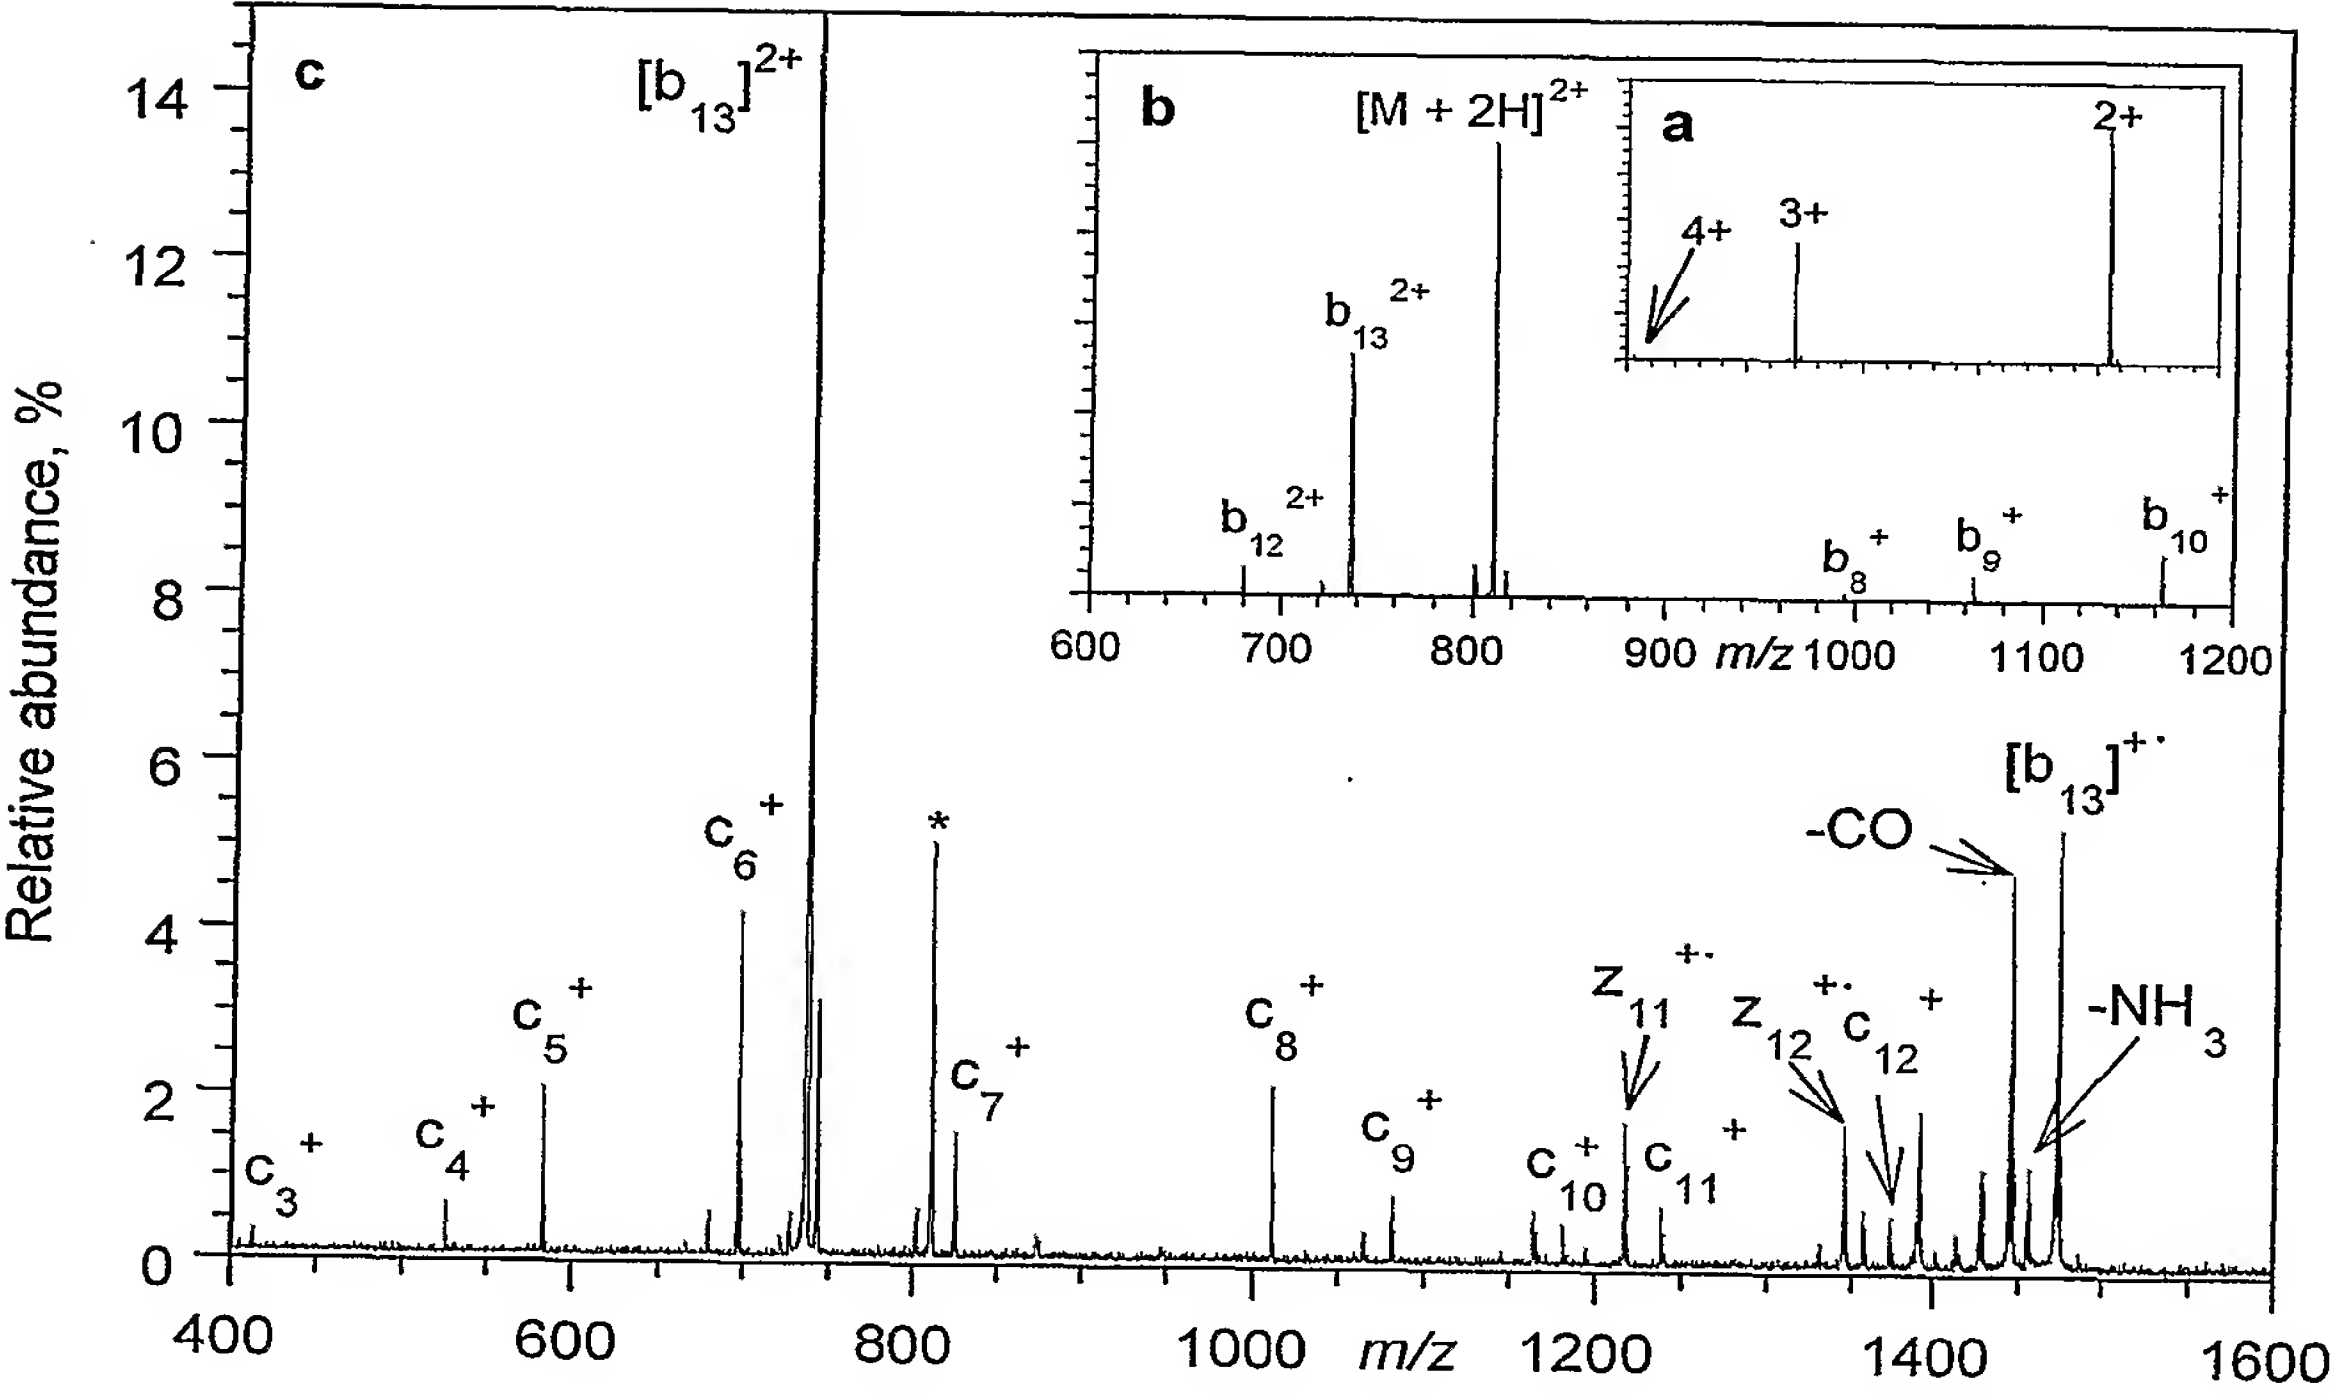 c
[b13]2+
b
[M + 2H]2+
a
2+
3+
4+
b13 2+
b12 2+
b8 +
b9 +
b10 +
600 700 800 900 m/z 1000 1100 1200
Relative abundance, %
14
12
10
8
6
4
2
0
c3 +
c4 +
c5 +
c6 +
*
c7 +
c8 +
c9 +
c10 +
z11 +·
c11 +
z12 +·
c12 +
-CO
[b13]+·
-NH3
400 600 800 1000 m/z 1200 1400 1600